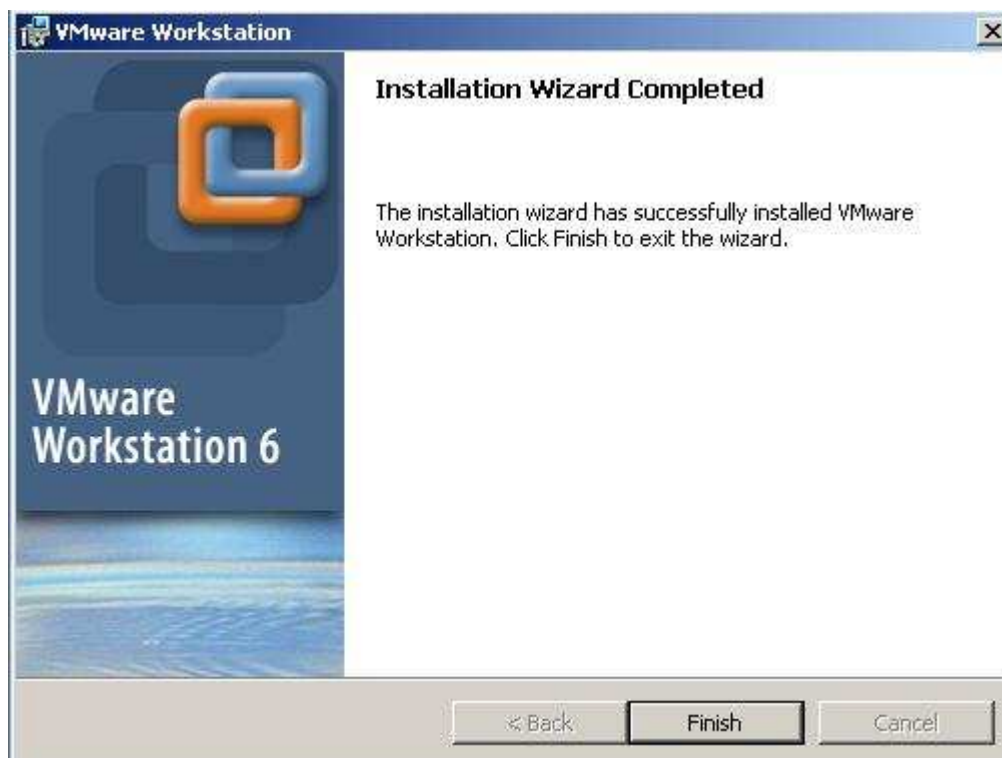 VMware Workstation
Installation Wizard Completed
The installation wizard has successfully installed VMware
Workstation. Click Finish to exit the wizard.
VMware
Workstation 6
< Back
Finish
Cancel